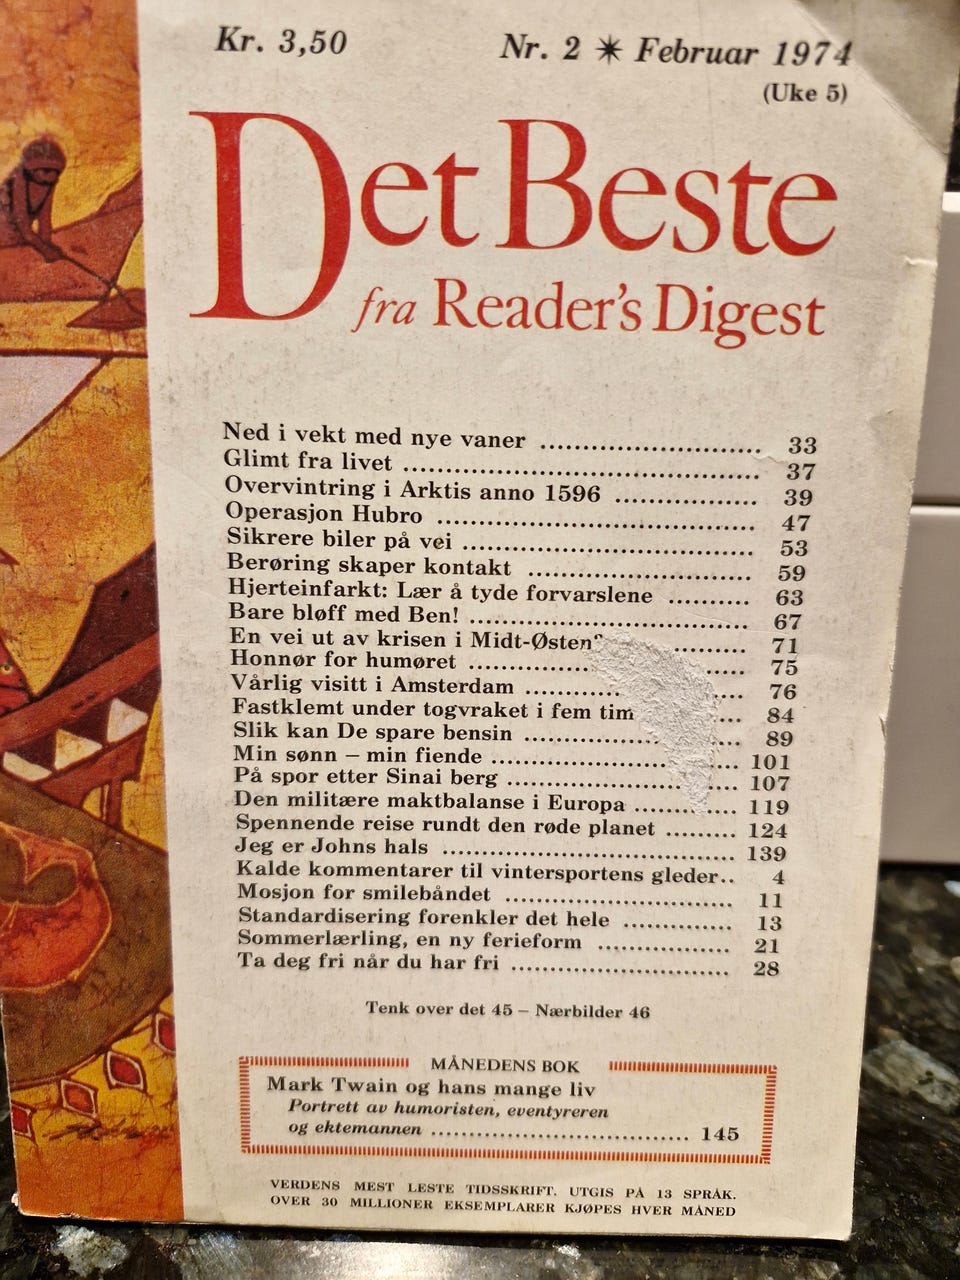 Kr. 3,50
Nr. 2 ✷ Februar 1974
(Uke 5)
Det Beste
fra Reader's Digest
Ned i vekt med nye vaner ........................ 33
Glimt fra livet ........................................ 37
Overvintring i Arktis anno 1596 ................ 39
Operasjon Hubro .................................... 47
Sikrere biler på vei ................................. 53
Berøring skaper kontakt ......................... 59
Hjerteinfarkt: Lær å tyde forvarslene .......... 63
Bare bløff med Ben! ................................ 67
En vei ut av krisen i Midt-Østen? ......... 71
Honnør for humøret ..................... 75
Vårlig visitt i Amsterdam ............... 76
Fastklemt under togvraket i fem tim ... 84
Slik kan De spare bensin ...................... 89
Min sønn – min fiende ............................ 101
På spor etter Sinai berg .......................... 107
Den militære maktbalanse i Europa ............ 119
Spennende reise rundt den røde planet ......... 124
Jeg er Johns hals ..................................... 139
Kalde kommentarer til vintersportens gleder.. 4
Mosjon for smilebåndet ............................ 11
Standardisering forenkler det hele .............. 13
Sommerlærling, en ny ferieform ................. 21
Ta deg fri når du har fri ........................... 28
Tenk over det 45 – Nærbilder 46
MÅNEDENS BOK
Mark Twain og hans mange liv
Portrett av humoristen, eventyreren
og ektemannen .................................. 145
VERDENS MEST LESTE TIDSSKRIFT. UTGIS PÅ 13 SPRÅK.
OVER 30 MILLIONER EKSEMPLARER KJØPES HVER MÅNED